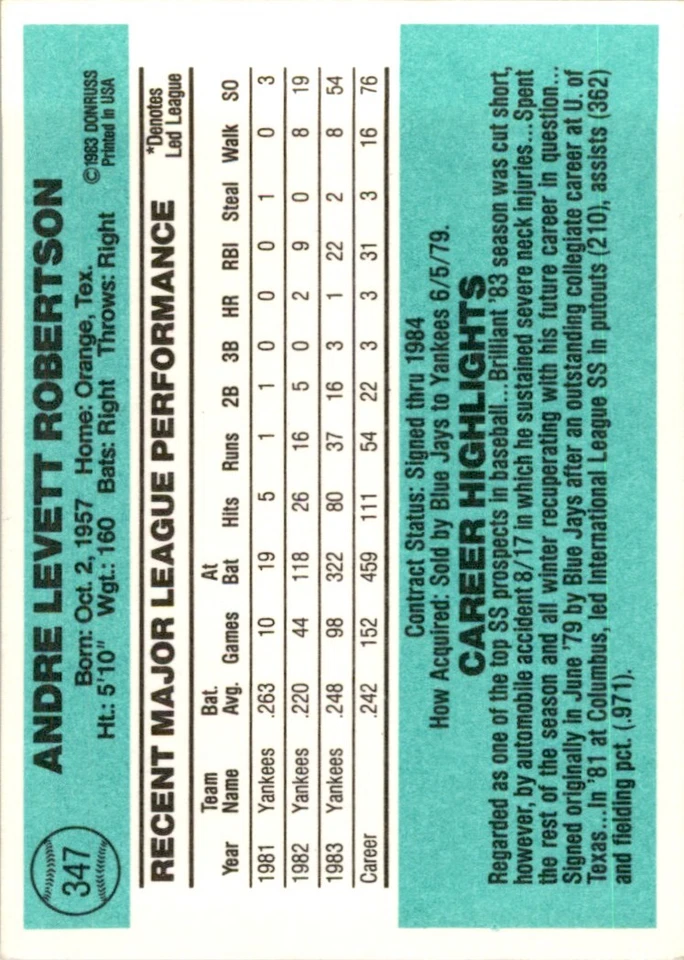 347
ANDRE LEVETT ROBERTSON
Born: Oct. 2, 1957 Home: Orange, Tex.
Ht.: 5'10" Wgt.: 160 Bats: Right Throws: Right
©1983 DONRUSS
Printed In USA
RECENT MAJOR LEAGUE PERFORMANCE
*Denotes
Led League
Year Team Name Bat. Avg. Games At Bat Hits Runs 2B 3B HR RBI Steal Walk SO
1981 Yankees .263 10 19 5 1 1 0 0 0 1 0 3
1982 Yankees .220 44 118 26 16 5 0 2 9 0 8 19
1983 Yankees .248 98 322 80 37 16 3 1 22 2 8 54
Career .242 152 459 111 54 22 3 3 31 3 16 76
Contract Status: Signed thru 1984
How Acquired: Sold by Blue Jays to Yankees 6/5/79.
CAREER HIGHLIGHTS
Regarded as one of the top SS prospects in baseball...Brilliant '83 season was cut short,
however, by automobile accident 8/17 in which he sustained severe neck injuries...Spent
the rest of the season and all winter recuperating with his future career in question...
Signed originally in June '79 by Blue Jays after an outstanding collegiate career at U. of
Texas...In '81 at Columbus, led International League SS in putouts (210), assists (362)
and fielding pct. (.971).